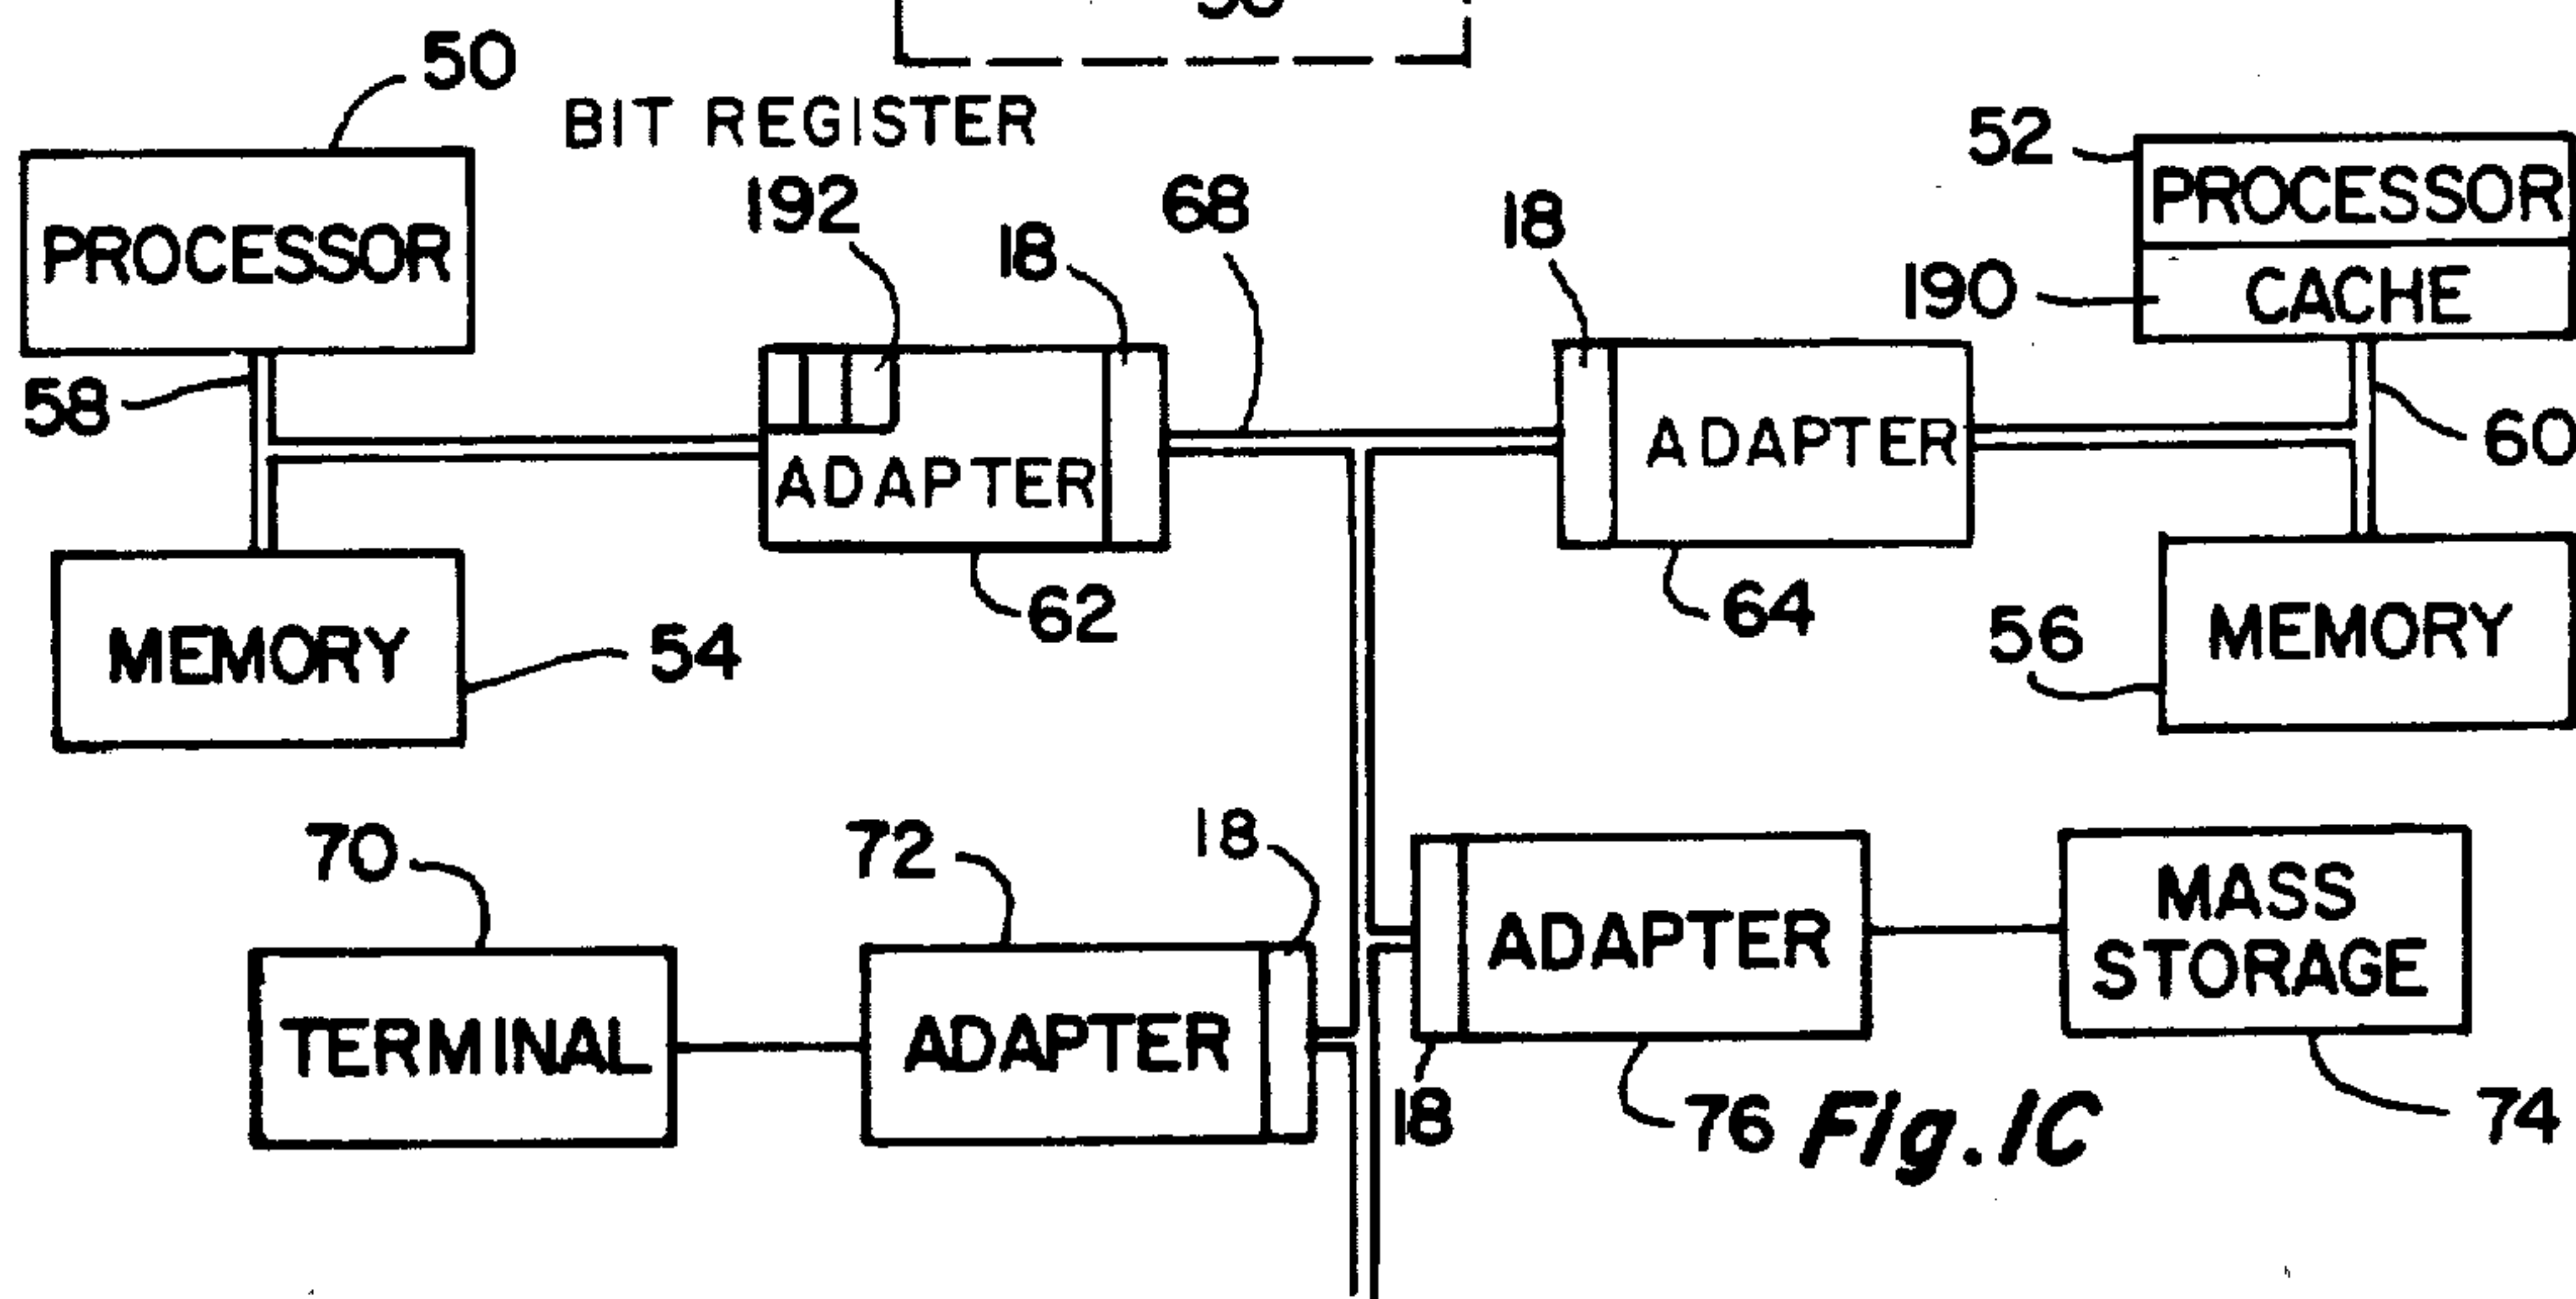 50
BIT REGISTER
52
PROCESSOR
192
68
18
18
PROCESSOR
190
CACHE
58
60
ADAPTER
ADAPTER
62
64
56
MEMORY
MEMORY
54
70
72
18
MASS
STORAGE
ADAPTER
TERMINAL
ADAPTER
18
76
Fig. 1C
74